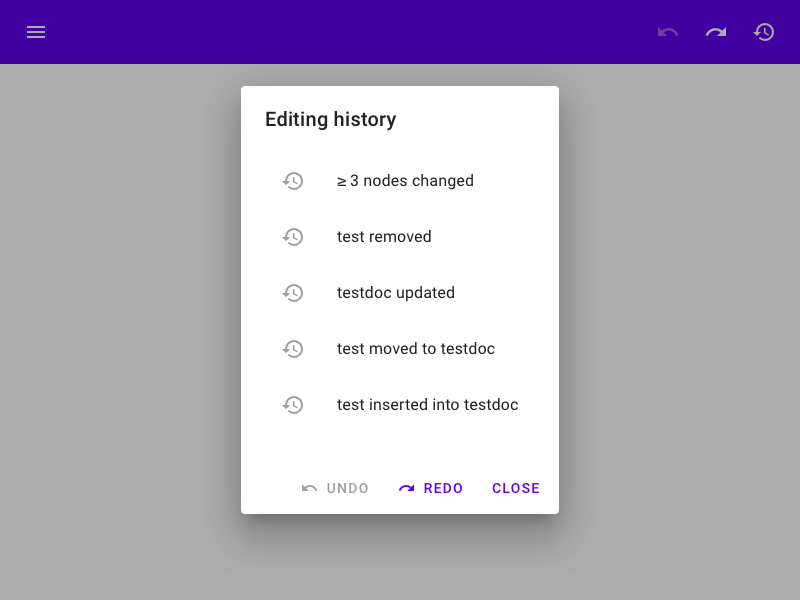 Editing history
≥ 3 nodes changed
test removed
testdoc updated
test moved to testdoc
test inserted into testdoc
UNDO REDO CLOSE